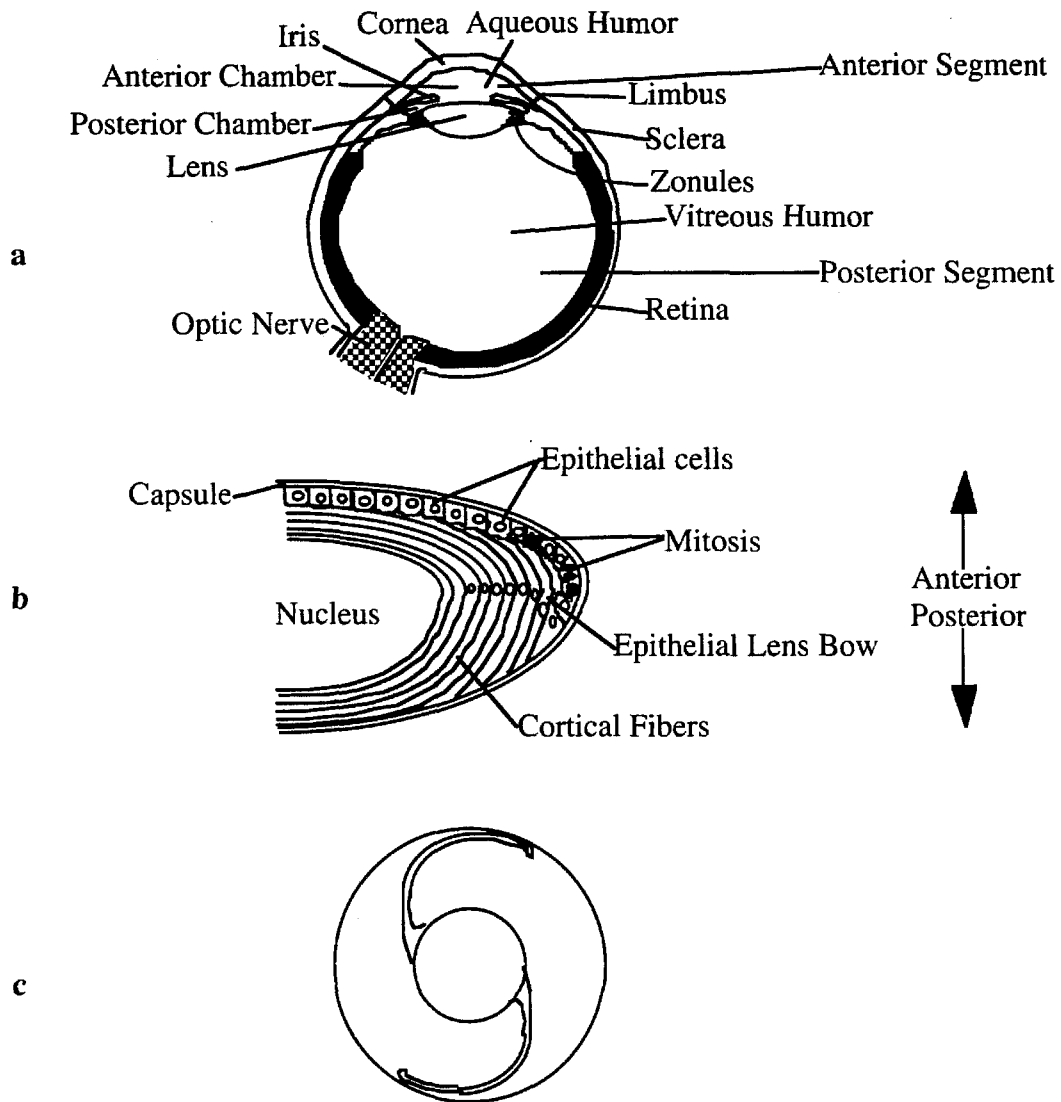 Cornea Aqueous Humor
Iris
Anterior Chamber
Anterior Segment
Limbus
Posterior Chamber
Sclera
Lens
Zonules
Vitreous Humor
a
Posterior Segment
Retina
Optic Nerve
Epithelial cells
Capsule
Mitosis
Anterior
b
Nucleus
Posterior
Epithelial Lens Bow
Cortical Fibers
c